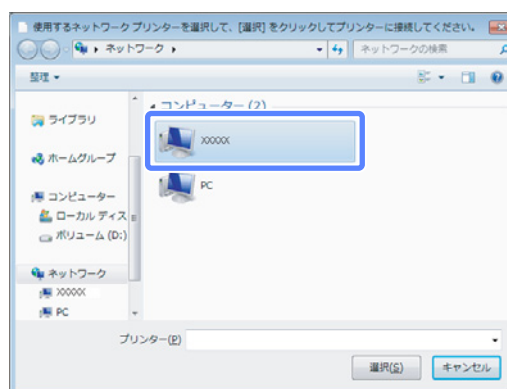 使用するネットワーク プリンターを選択して、[選択] をクリックしてプリンターに接続してください。
ネットワーク
ネットワークの検索
整理
ライブラリ
ホームグループ
コンピューター
ローカル ディス
ボリューム (D:)
ネットワーク
XXXXX
PC
コンピューター (2)
XXXXX
PC
プリンター(P)
選択(S)
キャンセル